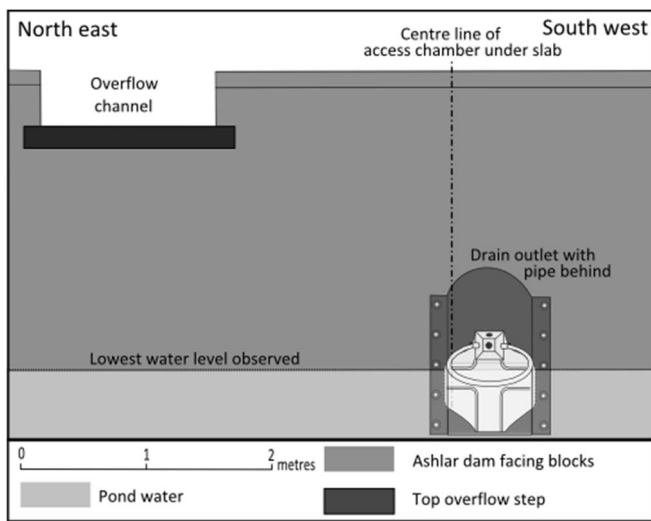 North east
South west
Centre line of
access chamber under slab
Overflow
channel
Drain outlet with
pipe behind
Lowest water level observed
0 1 2
metres
Ashlar dam facing blocks
Pond water
Top overflow step